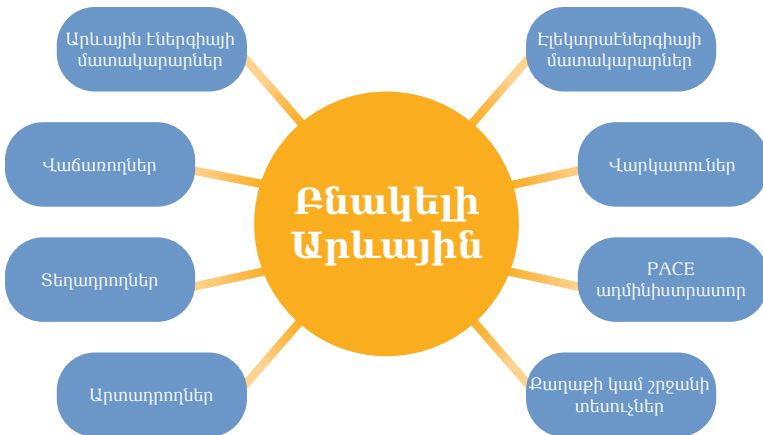 Արևային էներգիայի
մատակարարներ
Էլեկտրաէներգիայի
մատակարարներ
Վաճառողներ
Վարկատուներ
Բնակելի
Արևային
Տեղադրողներ
PACE
ադմինիստրատոր
Արտադրողներ
Քաղաքի կամ շրջանի
տեսուչներ